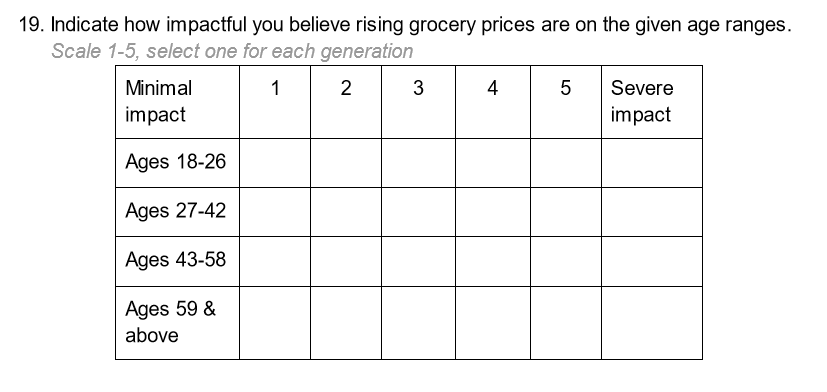 19. Indicate how impactful you believe rising grocery prices are on the given age ranges.
Scale 1-5, select one for each generation
Minimal impact 1 2 3 4 5 Severe impact
Ages 18-26
Ages 27-42
Ages 43-58
Ages 59 &
above